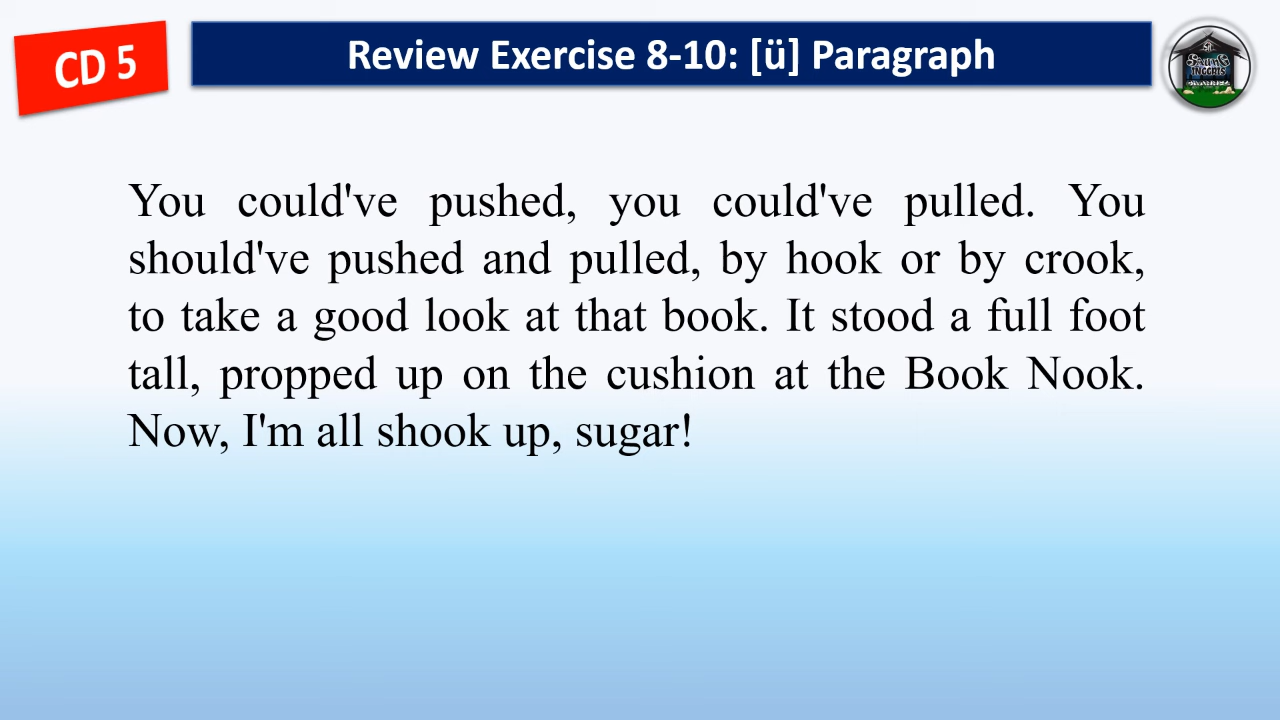 CD 5
Review Exercise 8-10: [ü] Paragraph
You could've pushed, you could've pulled. You
should've pushed and pulled, by hook or by crook,
to take a good look at that book. It stood a full foot
tall, propped up on the cushion at the Book Nook.
Now, I'm all shook up, sugar!